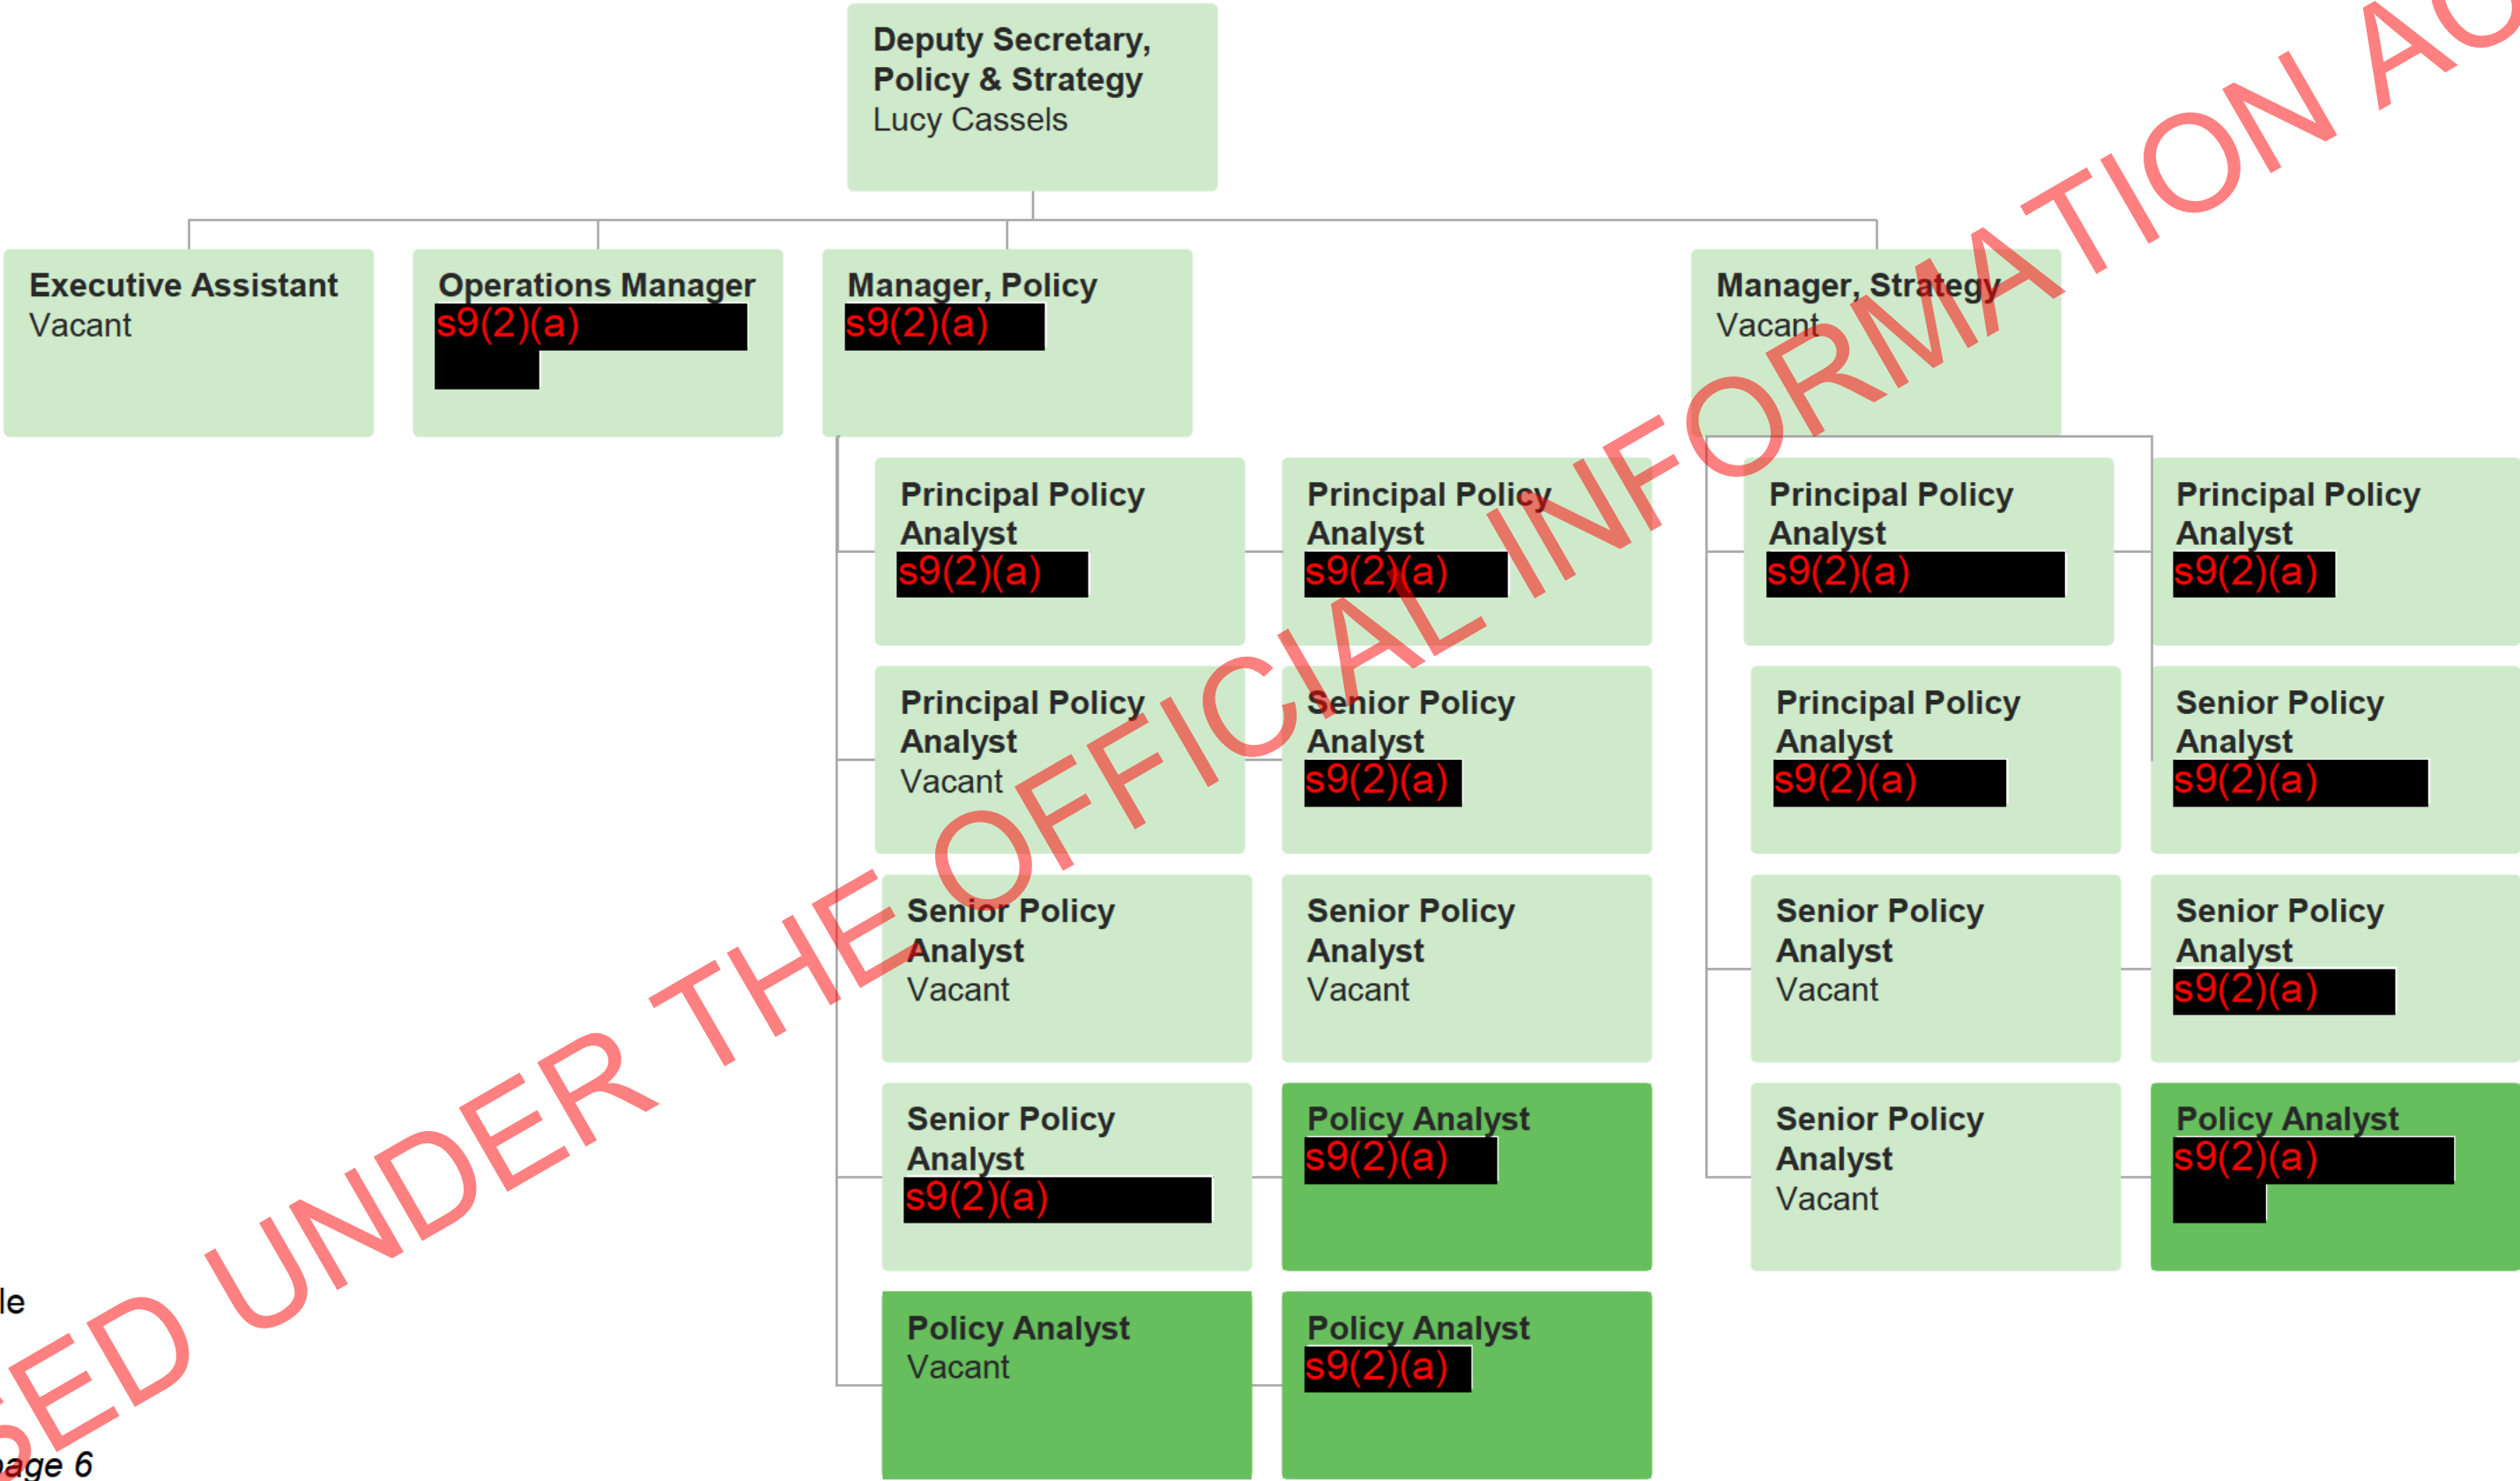 Deputy Secretary,
Policy & Strategy
Lucy Cassels
Executive Assistant
Vacant
Operations Manager
s9(2)(a)
Manager, Policy
s9(2)(a)
Manager, Strategy
Vacant
Principal Policy
Analyst
s9(2)(a)
Principal Policy
Analyst
s9(2)(a)
Principal Policy
Analyst
s9(2)(a)
Principal Policy
Analyst
s9(2)(a)
Principal Policy
Analyst
Vacant
Senior Policy
Analyst
s9(2)(a)
Principal Policy
Analyst
s9(2)(a)
Senior Policy
Analyst
s9(2)(a)
Senior Policy
Analyst
Vacant
Senior Policy
Analyst
Vacant
Senior Policy
Analyst
Vacant
Senior Policy
Analyst
s9(2)(a)
Senior Policy
Analyst
s9(2)(a)
Policy Analyst
s9(2)(a)
Senior Policy
Analyst
Vacant
Policy Analyst
s9(2)(a)
Policy Analyst
Vacant
Policy Analyst
s9(2)(a)
le
page 6
SED UNDER THE OFFICIAL INFORMATION AC